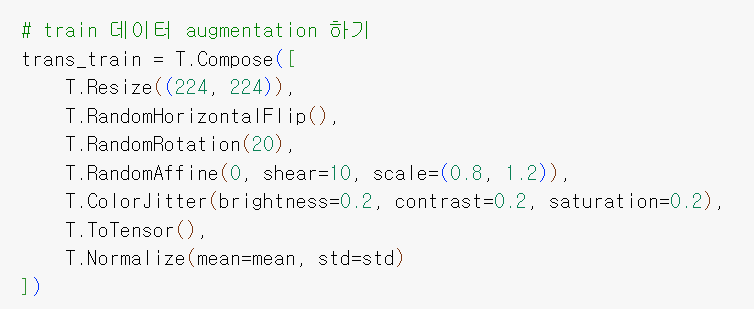 # train 데이터 augmentation 하기
trans_train = T.Compose([
    T.Resize((224, 224)),
    T.RandomHorizontalFlip(),
    T.RandomRotation(20),
    T.RandomAffine(0, shear=10, scale=(0.8, 1.2)),
    T.ColorJitter(brightness=0.2, contrast=0.2, saturation=0.2),
    T.ToTensor(),
    T.Normalize(mean=mean, std=std)
])